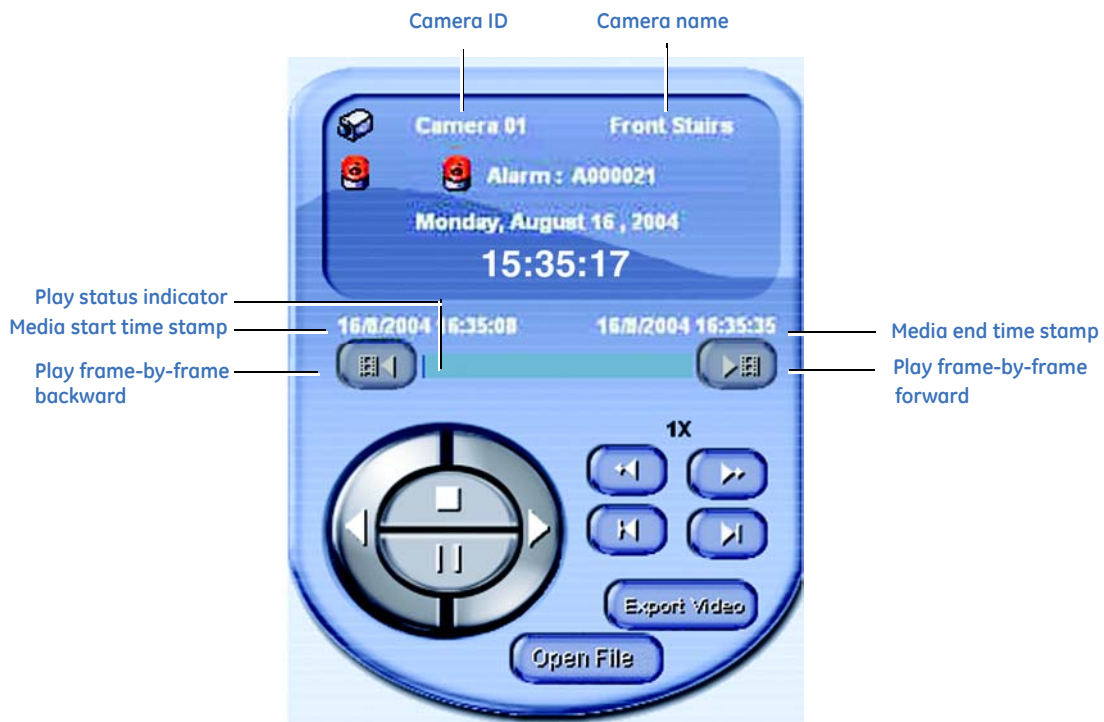 Camera ID
Camera name
Camera 01
Front Stairs
Alarm : A000021
Monday, August 16 , 2004
15:35:17
Play status indicator
Media start time stamp
16/8/2004 16:35:08
16/8/2004 16:35:35
Media end time stamp
Play frame-by-frame
backward
Play frame-by-frame
forward
1X
Export Video
Open File